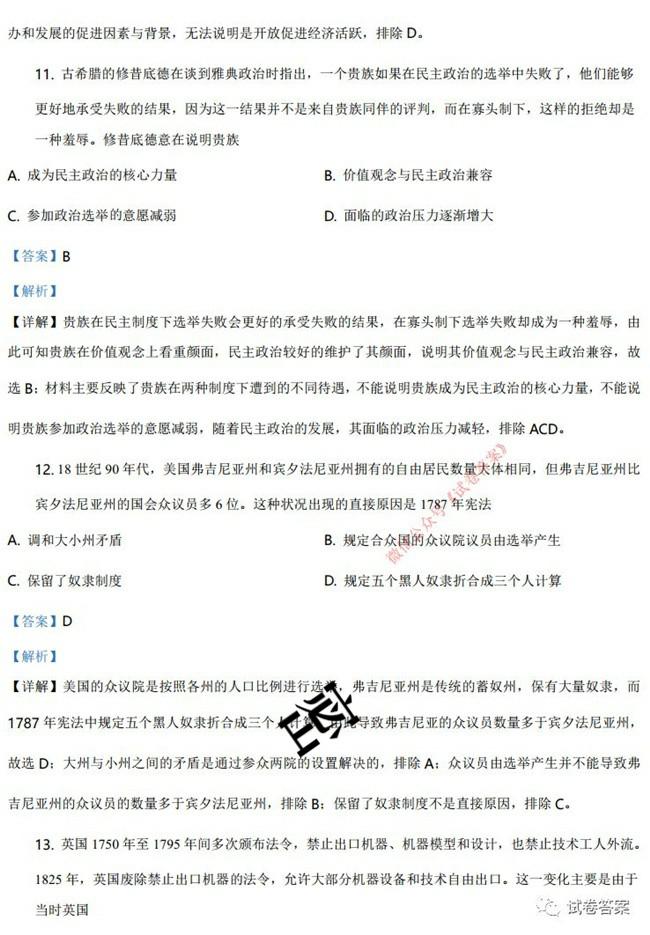 办和发展的促进因素与背景，无法说明是开放促进经济活跃，排除 D。
11. 古希腊的修昔底德在谈到雅典政治时指出，一个贵族如果在民主政治的选举中失败了，他们能够
更好地承受失败的结果，因为这一结果并不是来自贵族同伴的评判，而在寡头制下，这样的拒绝却是
一种羞辱。修昔底德意在说明贵族
A. 成为民主政治的核心力量 B. 价值观念与民主政治兼容
C. 参加政治选举的意愿减弱 D. 面临的政治压力逐渐增大
【答案】B
【解析】
【详解】贵族在民主制度下选举失败会更好的承受失败的结果，在寡头制下选举失败却成为一种羞辱，由
此可知贵族在价值观念上看重颜面，民主政治较好的维护了其颜面，说明其价值观念与民主政治兼容，故
选 B；材料主要反映了贵族在两种制度下遭到的不同待遇，不能说明贵族成为民主政治的核心力量，不能说
明贵族参加政治选举的意愿减弱，随着民主政治的发展，其面临的政治压力减轻，排除 ACD。
12. 18 世纪 90 年代，美国弗吉尼亚州和宾夕法尼亚州拥有的自由居民数量大体相同，但弗吉尼亚州比
宾夕法尼亚州的国会众议员多 6 位。这种状况出现的直接原因是 1787 年宪法
A. 调和大小州矛盾 B. 规定合众国的众议院议员由选举产生
C. 保留了奴隶制度 D. 规定五个黑人奴隶折合成三个人计算
微信公众号《试卷答案》
【答案】D
【解析】
【详解】美国的众议院是按照各州的人口比例进行选举，弗吉尼亚州是传统的蓄奴州，保有大量奴隶，而
1787 年宪法中规定五个黑人奴隶折合成三个人计算，由此导致弗吉尼亚的众议员数量多于宾夕法尼亚州，
故选 D；大州与小州之间的矛盾是通过参众两院的设置解决的，排除 A；众议员由选举产生并不能导致弗
吉尼亚州的众议员的数量多于宾夕法尼亚州，排除 B；保留了奴隶制度不是直接原因，排除 C。
密
13. 英国 1750 年至 1795 年间多次颁布法令，禁止出口机器、机器模型和设计，也禁止技术工人外流。
1825 年，英国废除禁止出口机器的法令，允许大部分机器设备和技术自由出口。这一变化主要是由于
当时英国
试卷答案